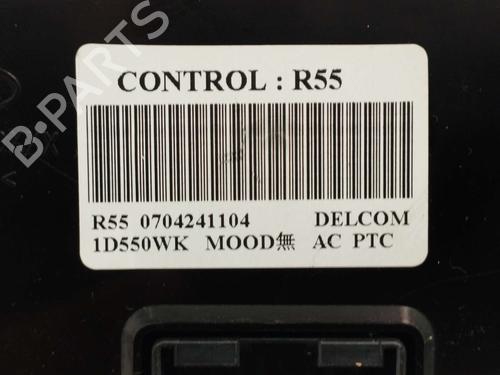 CONTROL : R55
R55 0704241104 DELCOM
1D550WK MOOD無 AC PTC
B-PARTS